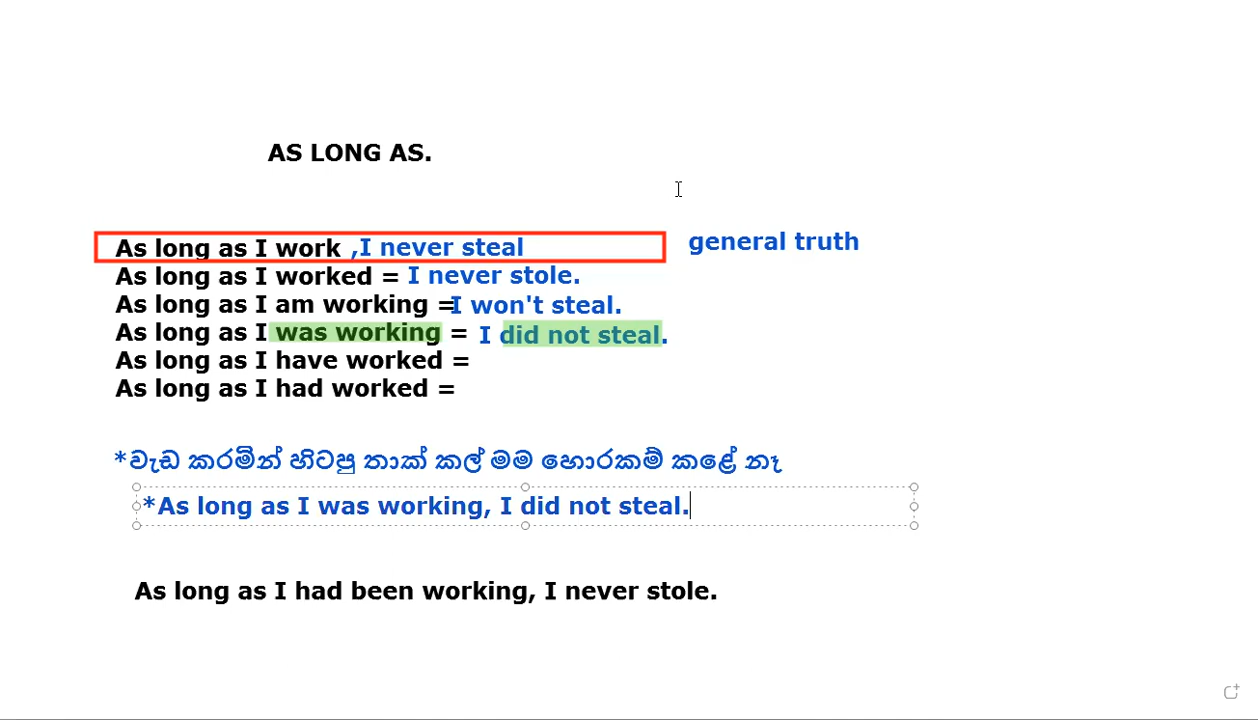 AS LONG AS.
As long as I work ,I never steal general truth
As long as I worked = I never stole.
As long as I am working =I won't steal.
As long as I was working = I did not steal.
As long as I have worked =
As long as I had worked =
*වැඩ කරමින් හිටපු තාක් කල් මම හොරකම් කළේ නෑ
*As long as I was working, I did not steal.
As long as I had been working, I never stole.